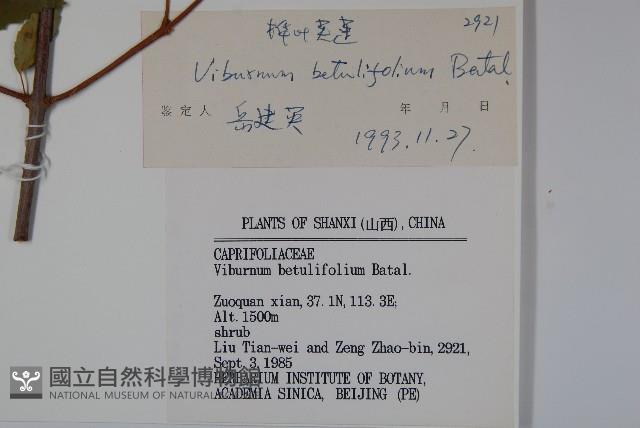 桦叶荚蒾 2921
Viburnum betulifolium Batal.
鉴定人 岳建英 年 月 日
1993.11.27.
PLANTS OF SHANXI (山西), CHINA
CAPRIFOLIACEAE
Viburnum betulifolium Batal.
Zuoquan xian, 37.1N, 113.3E;
Alt. 1500m
shrub
Liu Tian-wei and Zeng Zhao-bin, 2921,
Sept. 3, 1985
HERBARIUM INSTITUTE OF BOTANY,
ACADEMIA SINICA, BEIJING (PE)
國立自然科學博物館
NATIONAL MUSEUM OF NATURAL